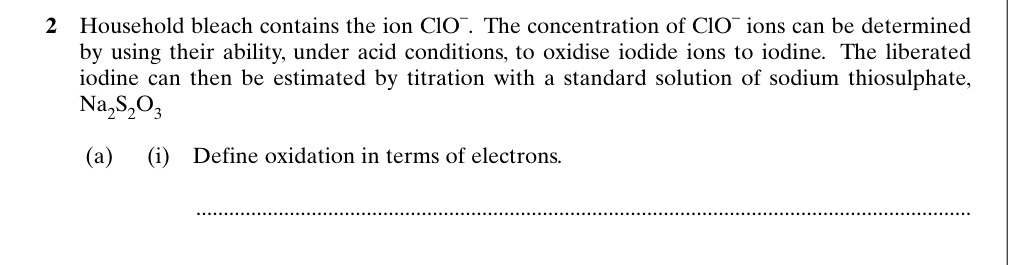 2 Household bleach contains the ion ClO⁻. The concentration of ClO⁻ ions can be determined
by using their ability, under acid conditions, to oxidise iodide ions to iodine. The liberated
iodine can then be estimated by titration with a standard solution of sodium thiosulphate,
Na₂S₂O₃
(a) (i) Define oxidation in terms of electrons.